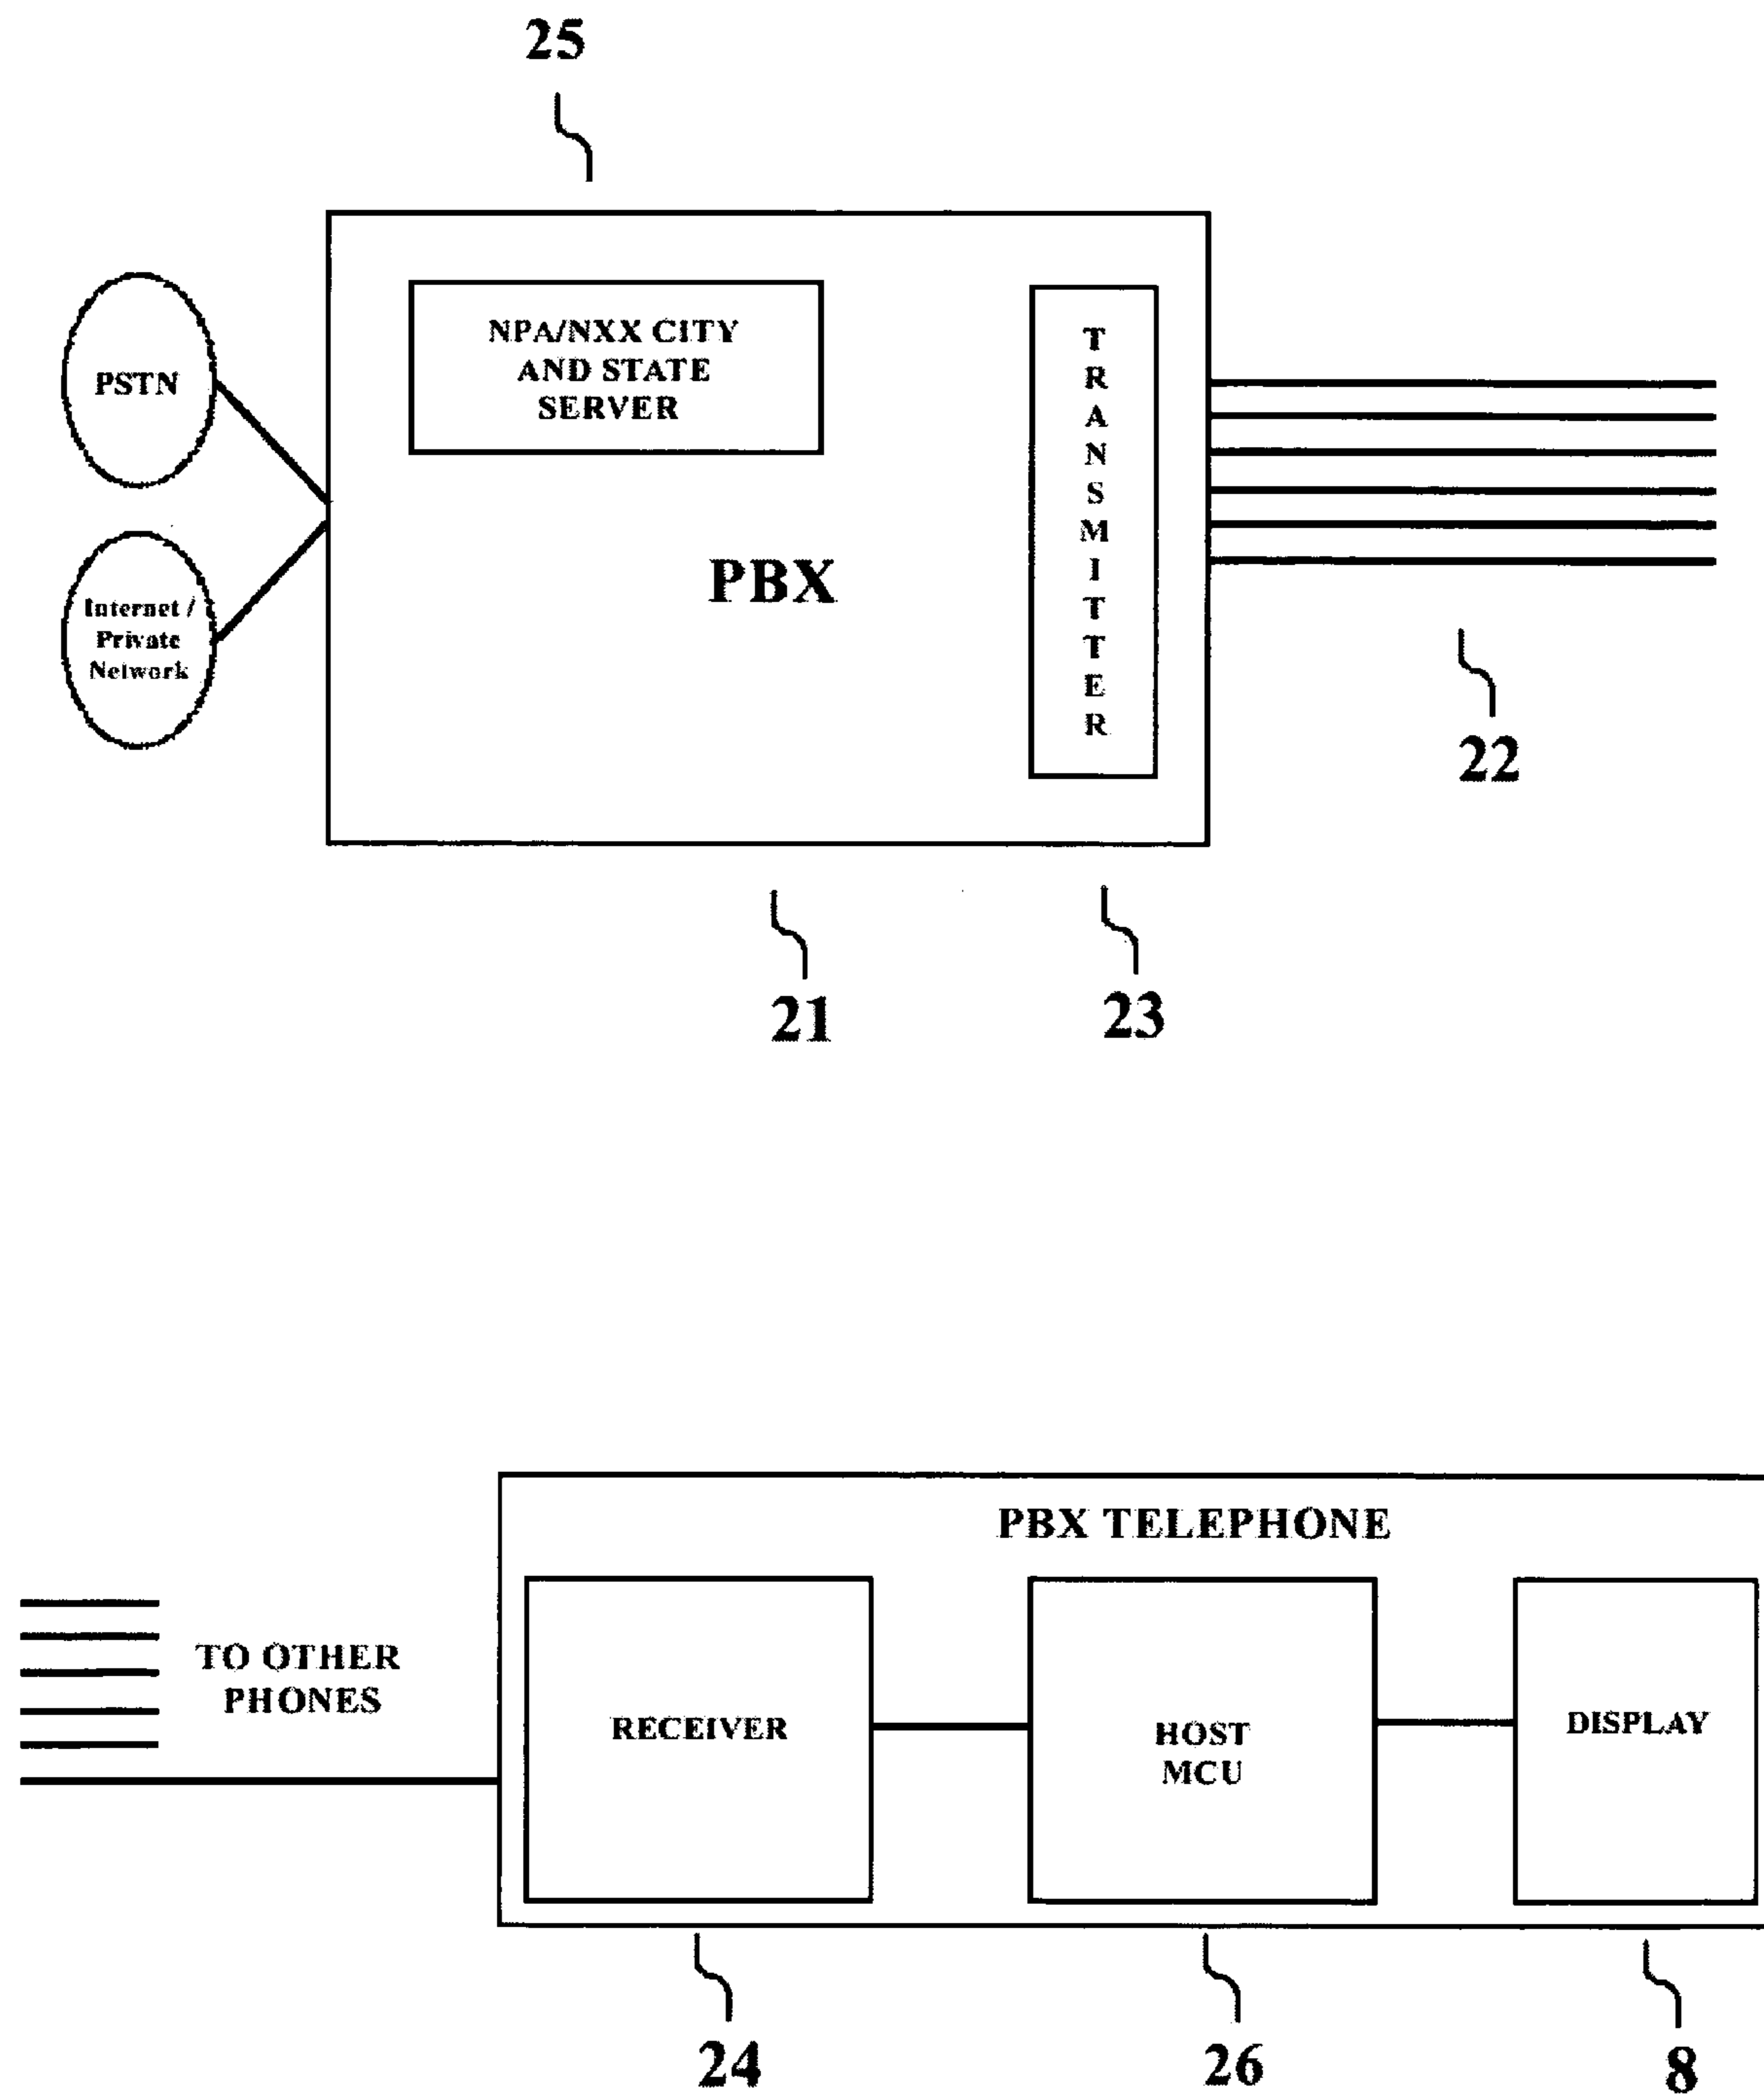 25
NPA/NXX CITY
AND STATE
SERVER
PSTN
TRANSMITTER
PBX
Internet /
Private
Network
22
21
23
PBX TELEPHONE
TO OTHER
PHONES
RECEIVER
HOST
MCU
DISPLAY
24
26
8